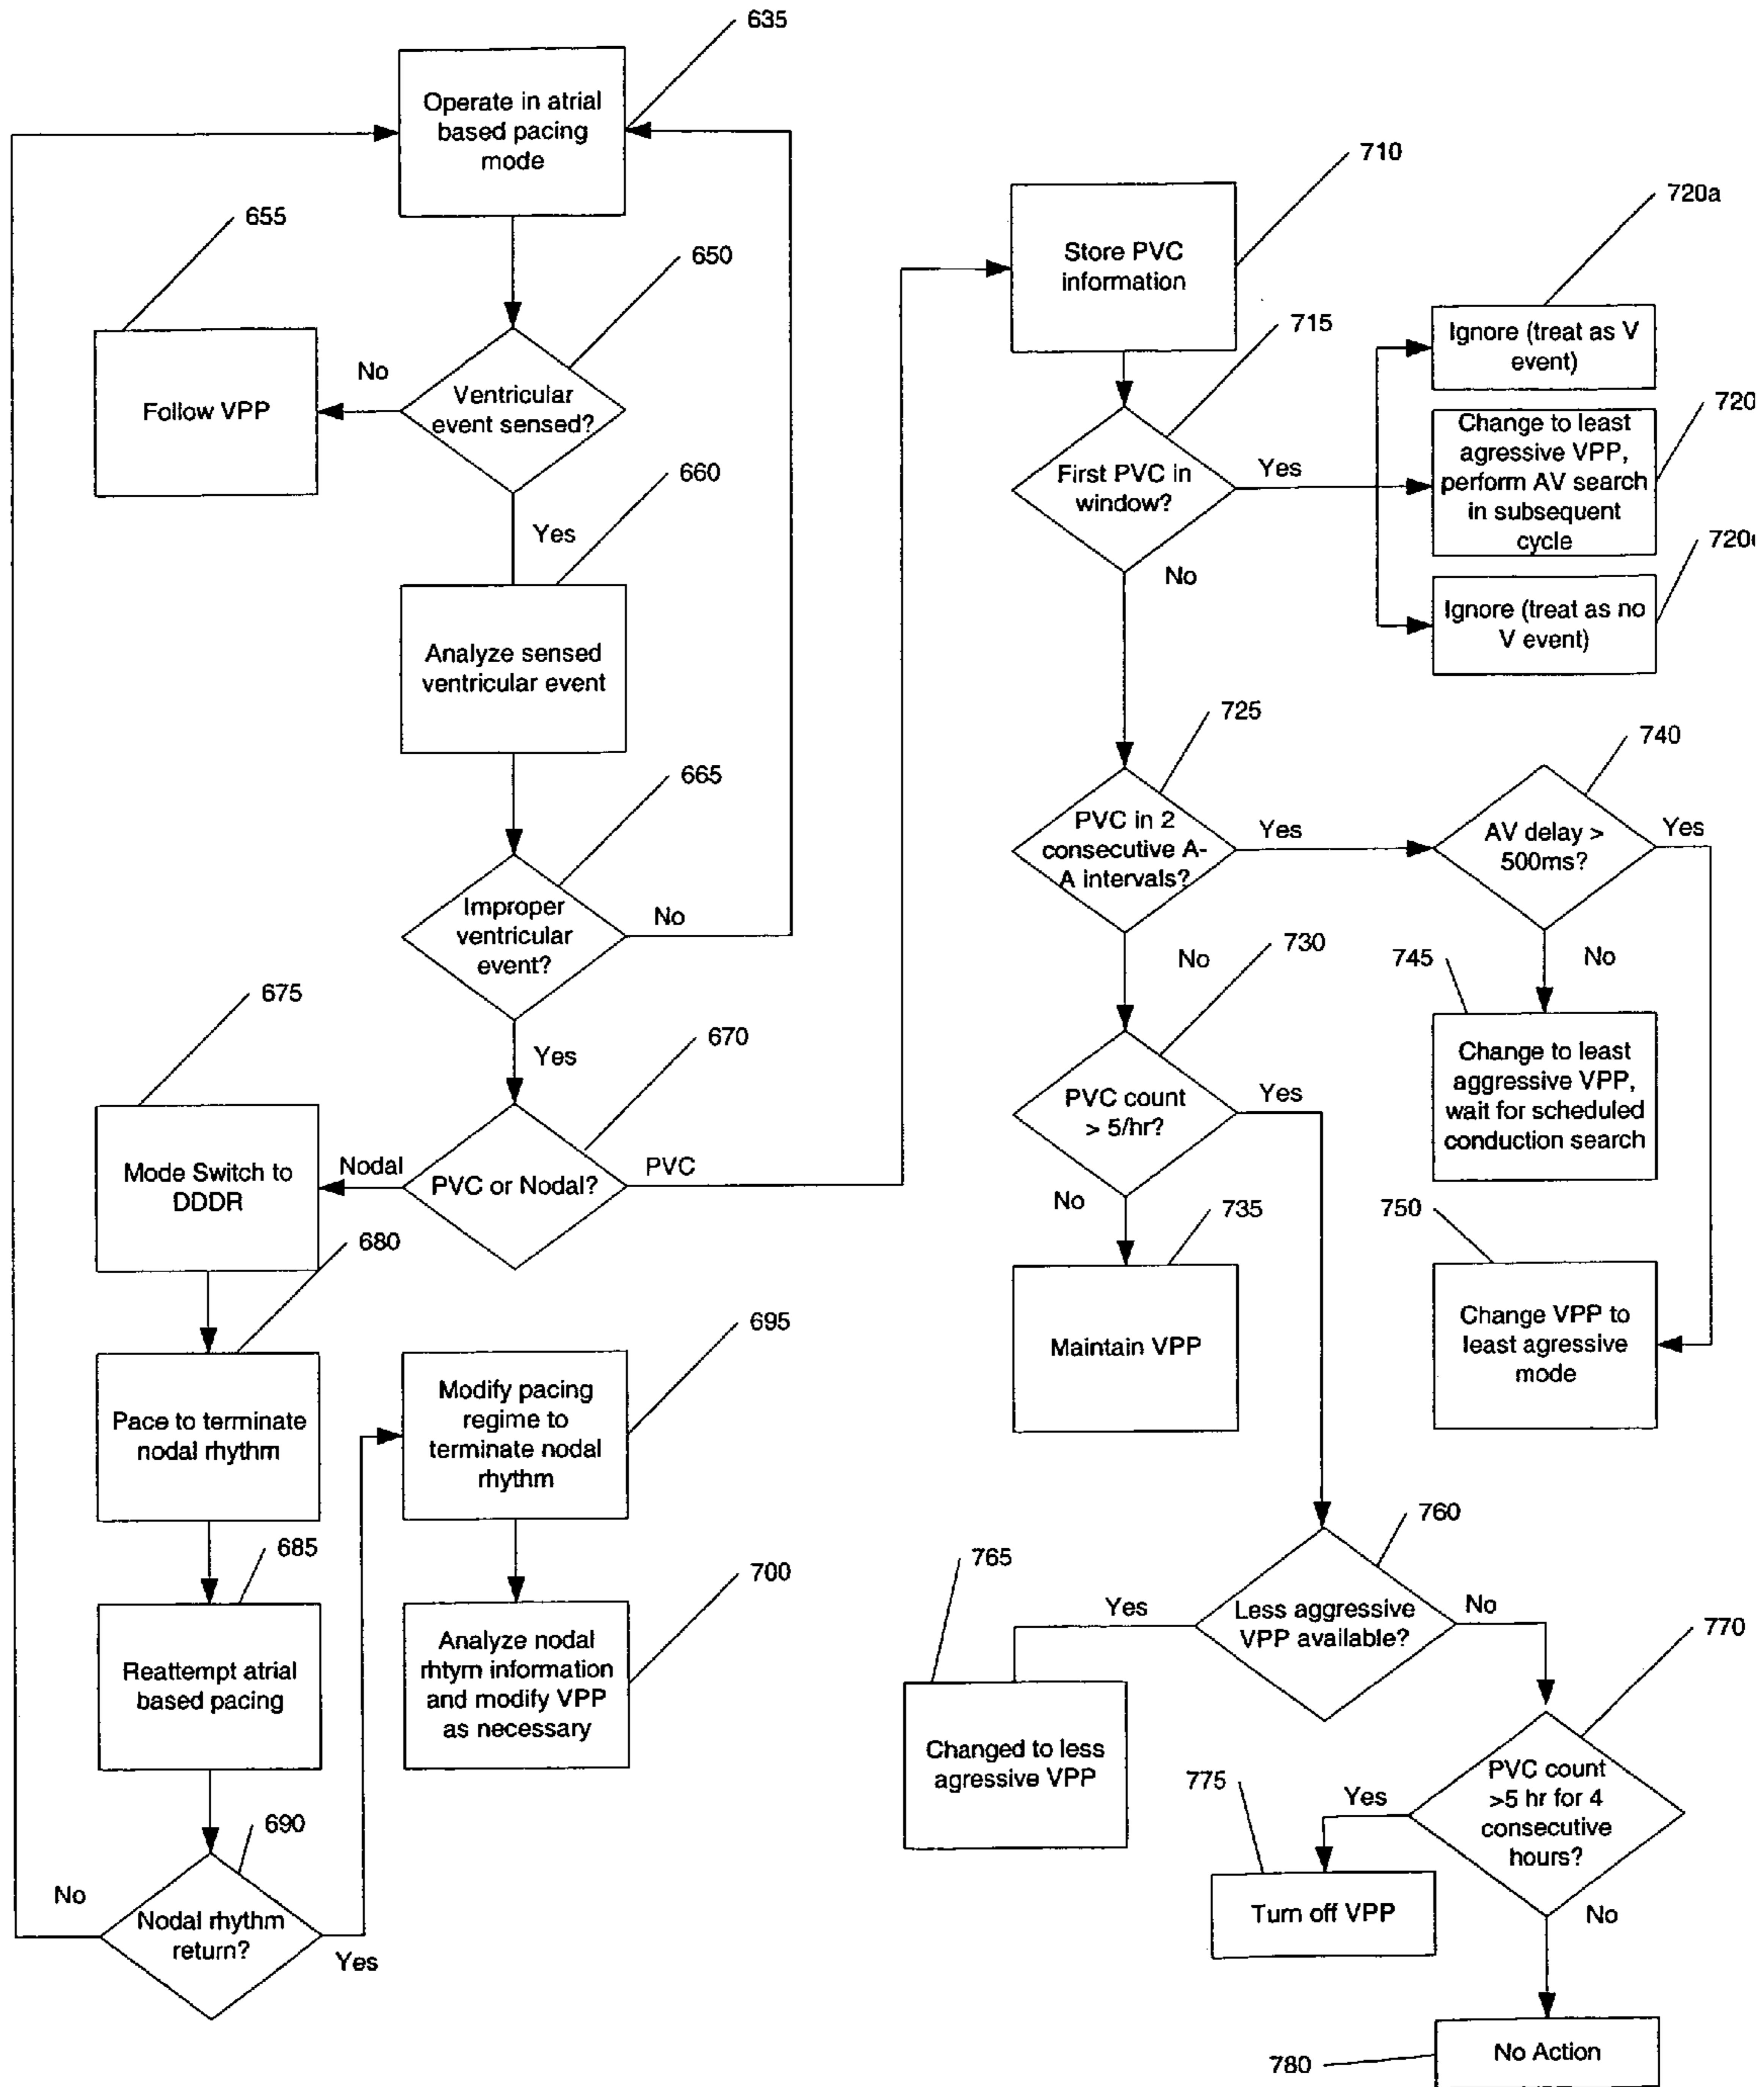 635
Operate in atrial
based pacing
mode
655
650
No
Ventricular
event sensed?
Follow VPP
660
Yes
Analyze sensed
ventricular event
665
Improper
ventricular
event?
No
675
Yes
670
Mode Switch to
DDDR
Nodal
PVC or Nodal?
PVC
680
Pace to terminate
nodal rhythm
695
Modify pacing
regime to
terminate nodal
rhythm
685
Reattempt atrial
based pacing
700
Analyze nodal
rhtym information
and modify VPP
as necessary
690
No
Nodal rhythm
return?
Yes
710
Store PVC
information
715
First PVC in
window?
Yes
No
720a
Ignore (treat as V
event)
720
Change to least
agressive VPP,
perform AV search
in subsequent
cycle
720
Ignore (treat as no
V event)
725
PVC in 2
consecutive A-
A intervals?
Yes
No
740
AV delay >
500ms?
Yes
No
745
Change to least
aggressive VPP,
wait for scheduled
conduction search
730
PVC count
> 5/hr?
Yes
No
735
Maintain VPP
750
Change VPP to
least agressive
mode
760
Less aggressive
VPP available?
Yes
No
765
Changed to less
agressive VPP
770
PVC count
>5 hr for 4
consecutive
hours?
Yes
No
775
Turn off VPP
780
No Action